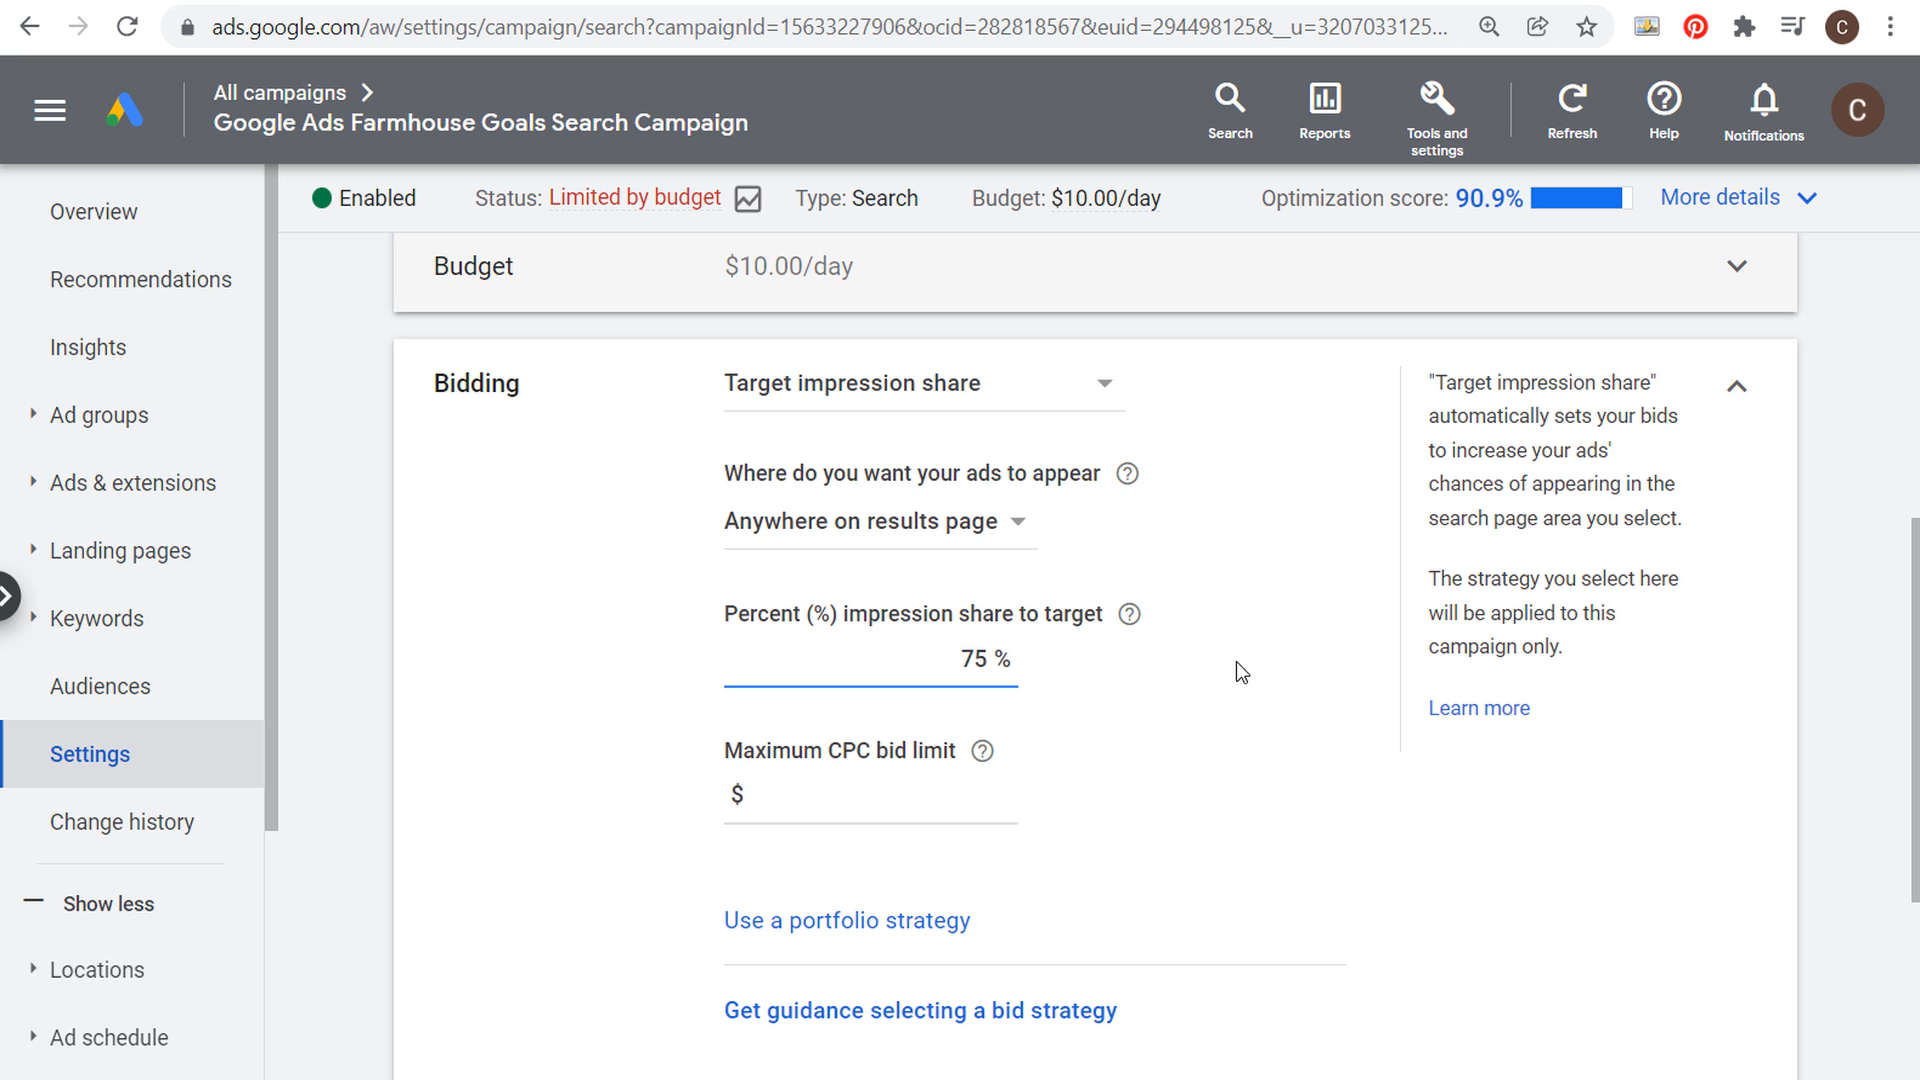 ads.google.com/aw/settings/campaign/search?campaignId=15633227906&ocid=282818567&euid=294498125&__u=3207033125...
C
All campaigns
Google Ads Farmhouse Goals Search Campaign
Search
Reports
Tools and
settings
Refresh
Help
Notifications
C
Enabled
Status: Limited by budget
Type: Search
Budget: $10.00/day
Optimization score: 90.9%
More details
Overview
Recommendations
Insights
Ad groups
Ads & extensions
Landing pages
Keywords
Audiences
Settings
Change history
Show less
Locations
Ad schedule
Budget
$10.00/day
Bidding
Target impression share
Where do you want your ads to appear
Anywhere on results page
Percent (%) impression share to target
75 %
Maximum CPC bid limit
$
Use a portfolio strategy
Get guidance selecting a bid strategy
"Target impression share"
automatically sets your bids
to increase your ads'
chances of appearing in the
search page area you select.
The strategy you select here
will be applied to this
campaign only.
Learn more